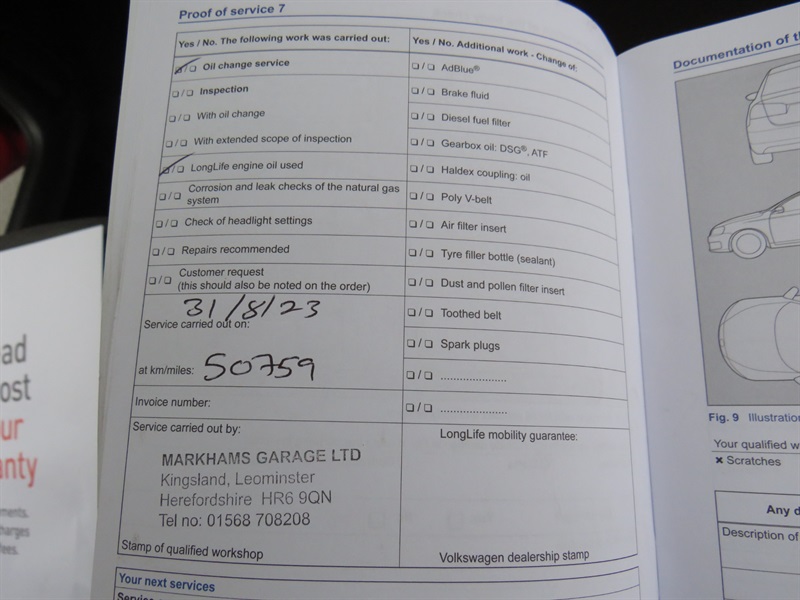 Proof of service 7
Yes / No. The following work was carried out:
❏ / ❏ Oil change service
❏ / ❏ Inspection
❏ / ❏ With oil change
❏ / ❏ With extended scope of inspection
❏ / ❏ LongLife engine oil used
❏ / ❏ Corrosion and leak checks of the natural gas
system
❏ / ❏ Check of headlight settings
❏ / ❏ Repairs recommended
❏ / ❏ Customer request
(this should also be noted on the order)
31/8/23
Service carried out on:
at km/miles: 50759
Invoice number:
Service carried out by:
MARKHAMS GARAGE LTD
Kingsland, Leominster
Herefordshire HR6 9QN
Tel no: 01568 708208
Stamp of qualified workshop
Yes / No. Additional work - Change of:
❏ / ❏ AdBlue®
❏ / ❏ Brake fluid
❏ / ❏ Diesel fuel filter
❏ / ❏ Gearbox oil: DSG®, ATF
❏ / ❏ Haldex coupling: oil
❏ / ❏ Poly V-belt
❏ / ❏ Air filter insert
❏ / ❏ Tyre filler bottle (sealant)
❏ / ❏ Dust and pollen filter insert
❏ / ❏ Toothed belt
❏ / ❏ Spark plugs
❏ / ❏ .....................
❏ / ❏ .....................
LongLife mobility guarantee:
Volkswagen dealership stamp
Your next services
Documentation of
Fig. 9 Illustration
Your qualified w
✖ Scratches
Any d
Description of
ead
ost
ur
anty
ments.
charges
fees.